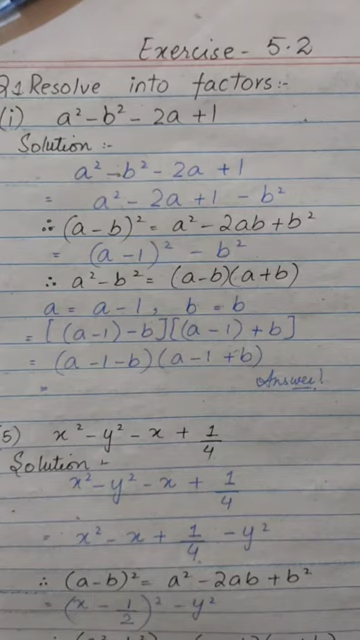 Exercise - 5.2
Q1 Resolve into factors:-
(i) a² - b² - 2a + 1
Solution :-
a² - b² - 2a + 1
= a² - 2a + 1 - b²
∴ (a - b)² = a² - 2ab + b²
= (a - 1)² - b²
∴ a² - b² = (a-b)(a+b)
a = a - 1, b = b
= [(a-1)-b][(a-1)+b]
= (a-1-b)(a-1+b)
=
Answer!
(5) x² - y² - x + 1/4
Solution :-
x² - y² - x + 1/4
= x² - x + 1/4 - y²
∴ (a-b)² = a² - 2ab + b²
= (x - 1/2)² - y²